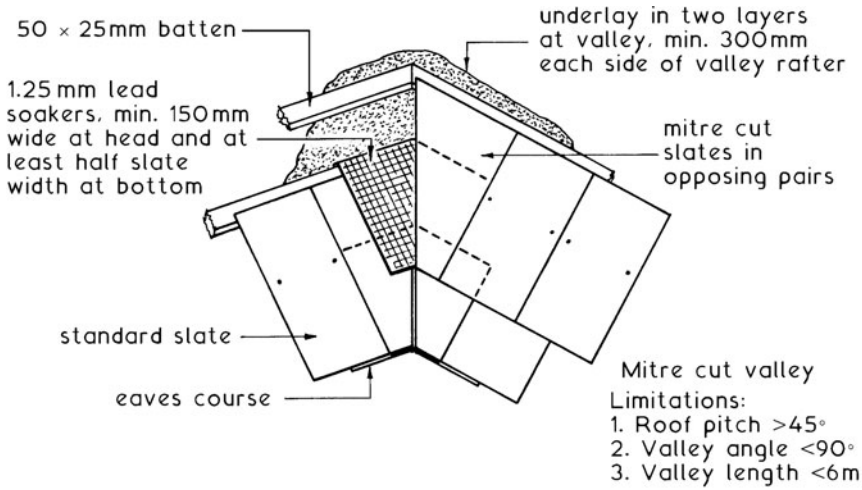 50 × 25mm batten
1.25 mm lead
soakers, min. 150mm
wide at head and at
least half slate
width at bottom
standard slate
eaves course
underlay in two layers
at valley, min. 300mm
each side of valley rafter
mitre cut
slates in
opposing pairs
Mitre cut valley
Limitations:
1. Roof pitch >45°
2. Valley angle <90°
3. Valley length <6m